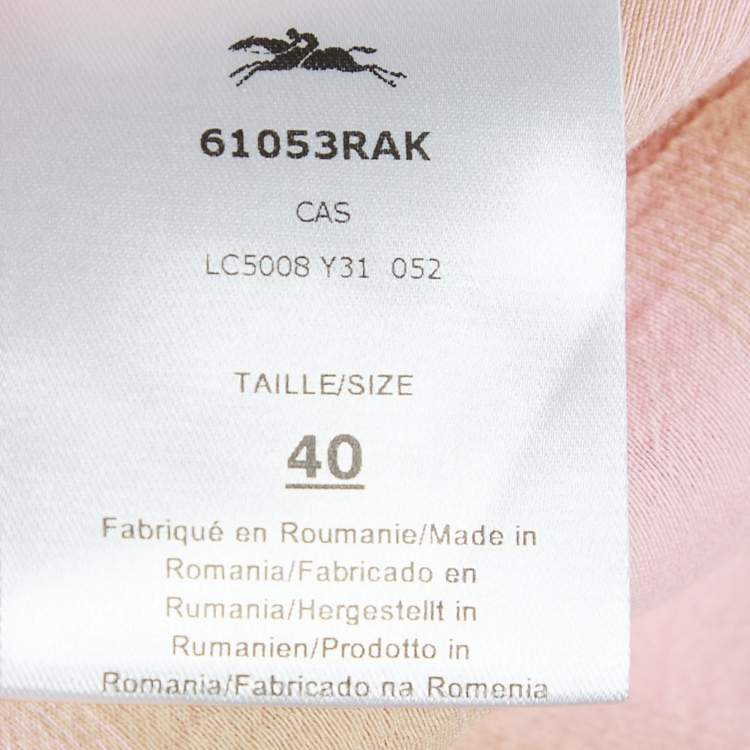 61053RAK
CAS
LC5008 Y31 052
TAILLE/SIZE
40
Fabriqué en Roumanie/Made in
Romania/Fabricado en
Rumania/Hergestellt in
Rumanien/Prodotto in
Romania/Fabricado na Romenia